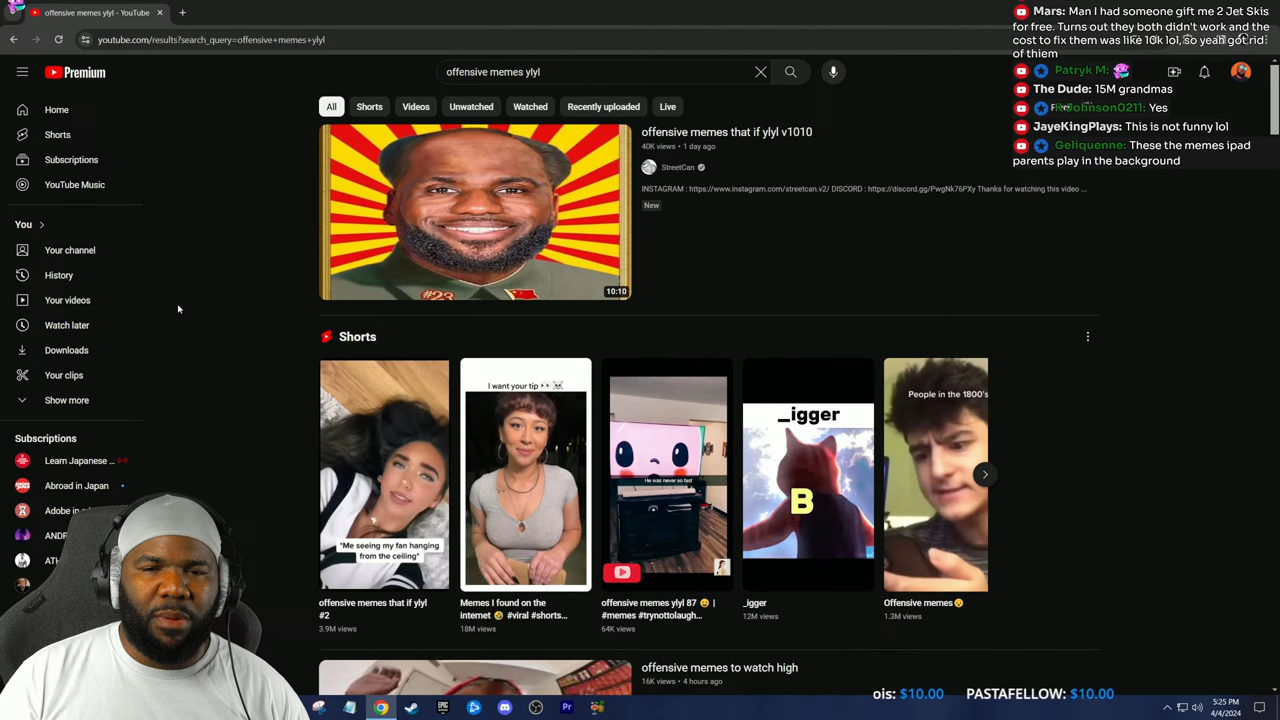 offensive memes ylyl - YouTube
youtube.com/results?search_query=offensive+memes+ylyl
Mars: Man I had someone gift me 2 Jet Skis
for free. Turns out they both didn't work and the
cost to fix them was like 10k lol, so yeah got rid
of thiem
Patryk M:
The Dude: 15M grandmas
Johnson0211: Yes
JayeKingPlays: This is not funny lol
Geliquenne: These the memes ipad
parents play in the background
Premium
offensive memes ylyl
Home
Shorts
Subscriptions
YouTube Music
You
Your channel
History
Your videos
Watch later
Downloads
Your clips
Show more
Subscriptions
Learn Japanese ...
Abroad in Japan
Adobe in
AND
AT
All
Shorts
Videos
Unwatched
Watched
Recently uploaded
Live
#23
10:10
offensive memes that if ylyl v1010
40K views • 1 day ago
StreetCan
INSTAGRAM : https://www.instagram.com/streetcan.v2/ DISCORD : https://discord.gg/PwgNk76PXy Thanks for watching this video ...
New
Shorts
*Me seeing my fan hanging
from the ceiling*
offensive memes that if ylyl
#2
3.9M views
I want your tip
Memes I found on the
internet 🤣 #viral #shorts...
18M views
He was never so fast
offensive memes ylyl 87 😆 |
#memes #trynottolaugh...
64K views
_igger
B
_igger
12M views
People in the 1800's
Offensive memes😯
1.3M views
offensive memes to watch high
16K views • 4 hours ago
ois: $10.00 PASTAFELLOW: $10.00
Pr
5:25 PM
4/4/2024